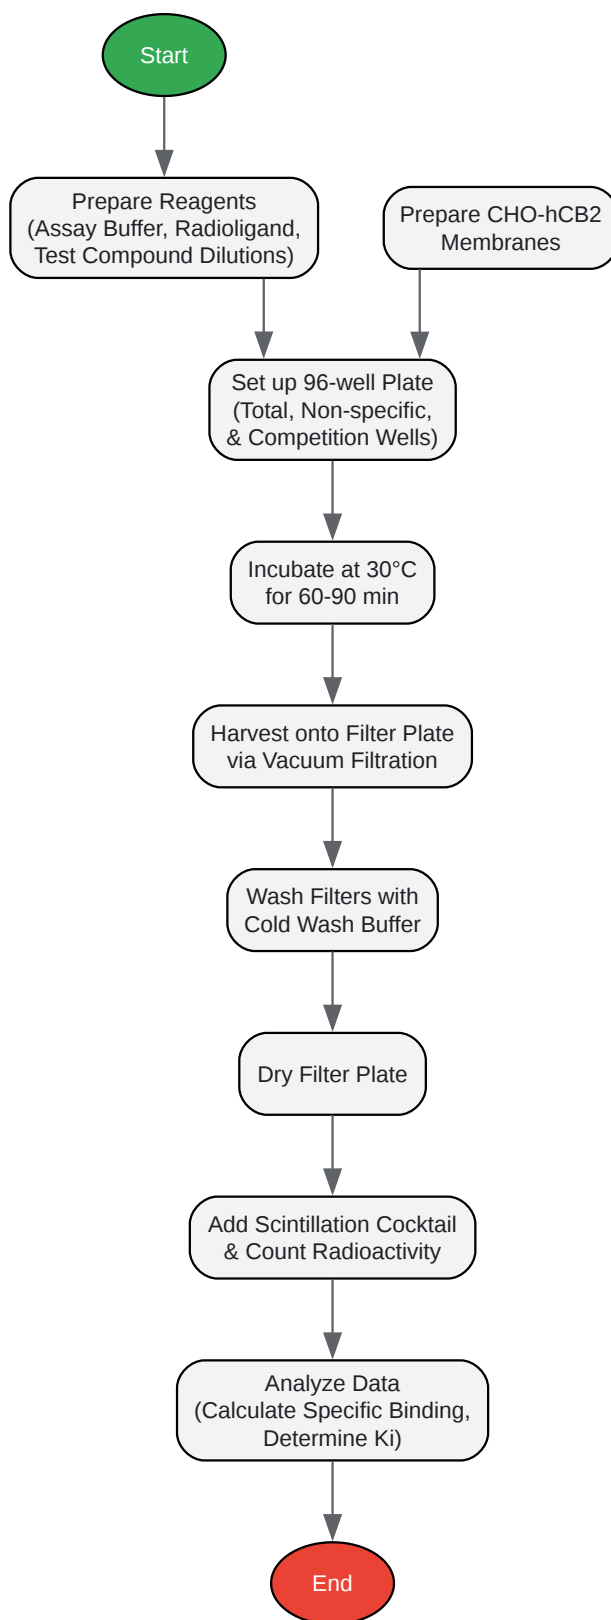 Start
Prepare Reagents
(Assay Buffer, Radioligand,
Test Compound Dilutions)
Prepare CHO-hCB2
Membranes
Set up 96-well Plate
(Total, Non-specific,
& Competition Wells)
Incubate at 30°C
for 60-90 min
Harvest onto Filter Plate
via Vacuum Filtration
Wash Filters with
Cold Wash Buffer
Dry Filter Plate
Add Scintillation Cocktail
& Count Radioactivity
Analyze Data
(Calculate Specific Binding,
Determine Ki)
End